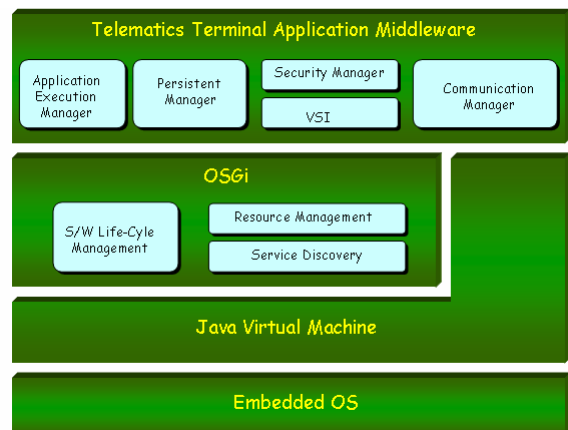 Telematics Terminal Application Middleware
Application
Execution
Manager
Persistent
Manager
Security Manager
VSI
Communication
Manager
OSGi
S/W Life-Cyle
Management
Resource Management
Service Discovery
Java Virtual Machine
Embedded OS